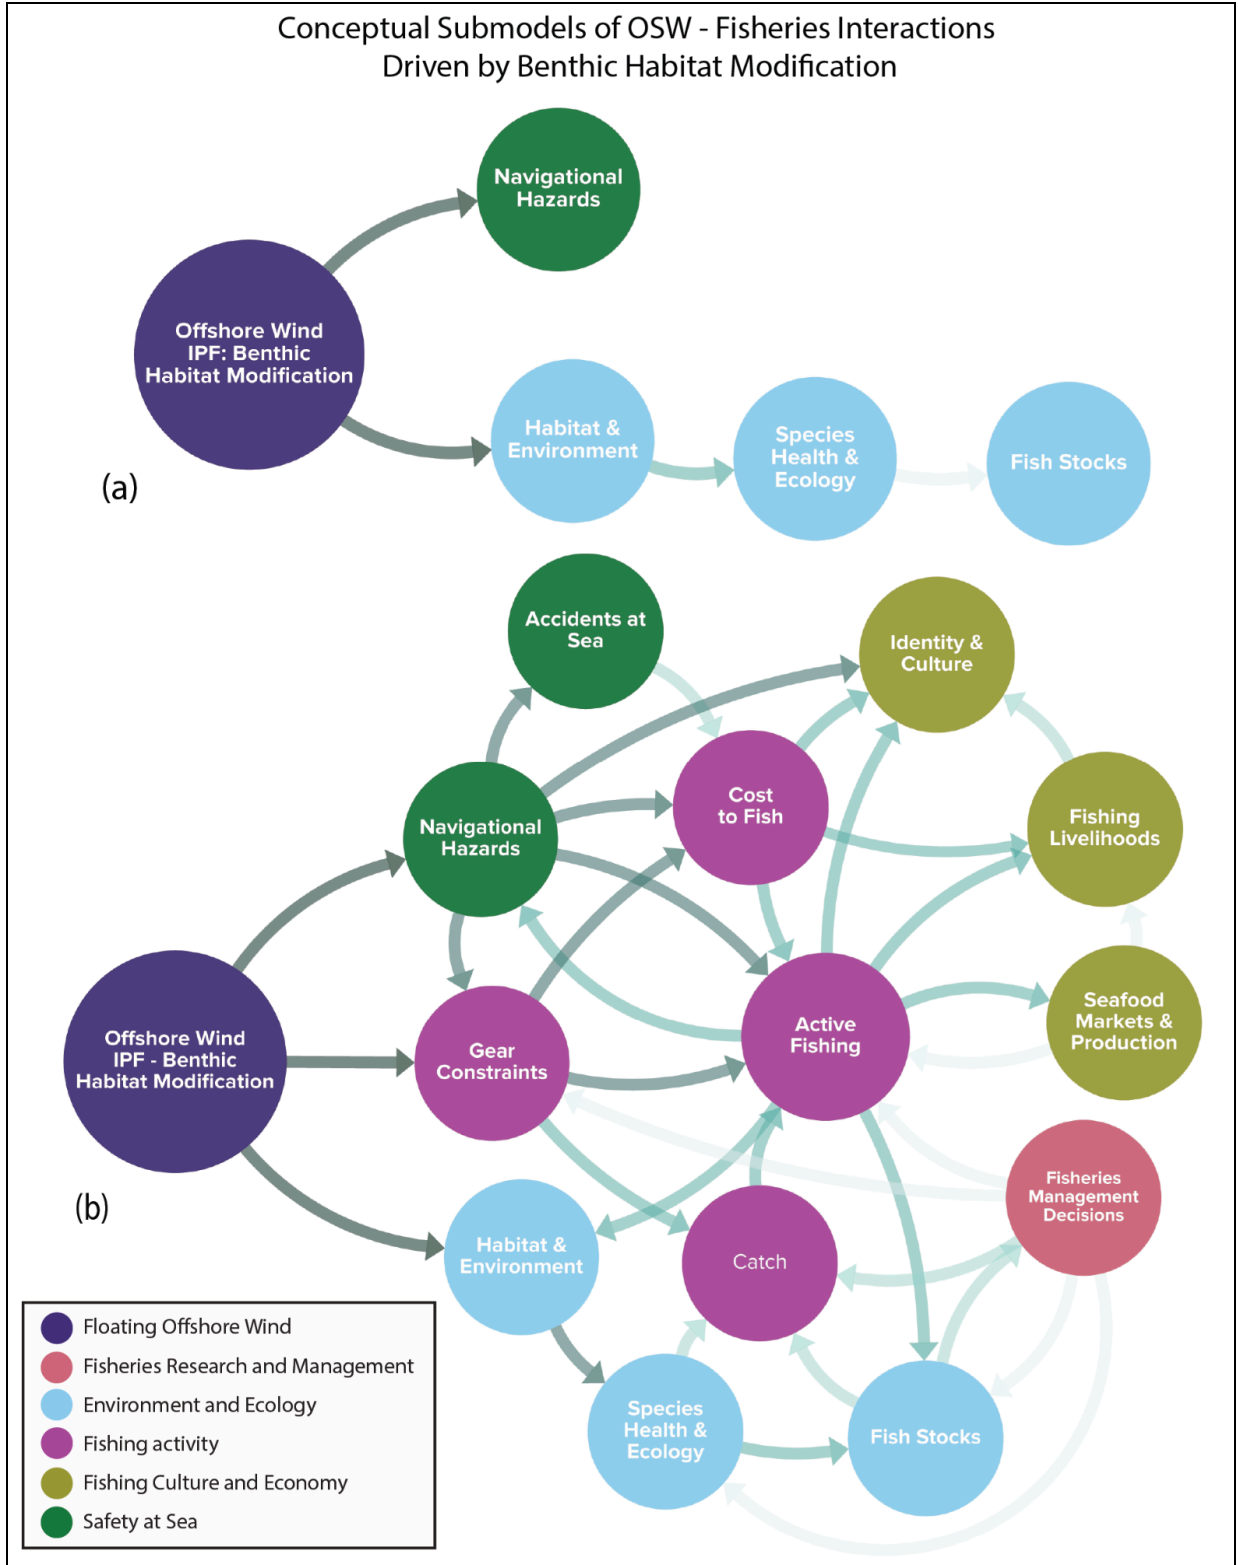 Conceptual Submodels of OSW - Fisheries Interactions
Driven by Benthic Habitat Modification
Navigational
Hazards
Offshore Wind
IPF: Benthic
Habitat Modification
Habitat &
Environment
Species
Health &
Ecology
Fish Stocks
(a)
Accidents at
Sea
Identity &
Culture
Cost
to Fish
Navigational
Hazards
Fishing
Livelihoods
Offshore Wind
IPF - Benthic
Habitat Modification
Gear
Constraints
Active
Fishing
Seafood
Markets &
Production
Fisheries
Management
Decisions
(b)
Habitat &
Environment
Catch
Species
Health &
Ecology
Fish Stocks
Floating Offshore Wind
Fisheries Research and Management
Environment and Ecology
Fishing activity
Fishing Culture and Economy
Safety at Sea